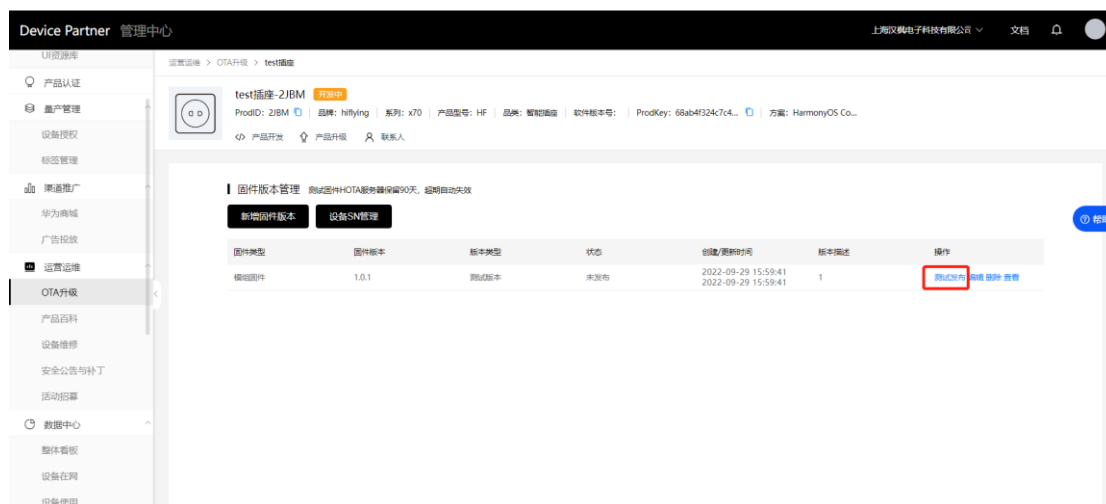 Device Partner 管理中心
上海汉枫电子科技有限公司 文档
UI资源库
产品认证
量产管理
设备授权
标签管理
渠道推广
华为商城
广告投放
运营运维
OTA升级
产品百科
设备维修
安全公告与补丁
活动招募
数据中心
整体看板
设备在网
设备使用
运营运维 > OTA升级 > test插座
test插座-2JBM 开发中
ProdID: 2JBM 品牌: hiflying 系列: x70 产品型号: HF 品类: 智能插座 软件版本号: ProdKey: 68ab4f324c7c4... 方案: HarmonyOS Co...
产品开发 产品升级 联系人
固件版本管理 测试固件HOTA服务器保留90天，超期自动失效
新增固件版本 设备SN管理
固件类型 固件版本 版本类型 状态 创建/更新时间 版本描述 操作
模组固件 1.0.1 测试版本 未发布 2022-09-29 15:59:41 1 测试发布 编辑 删除 查看
2022-09-29 15:59:41